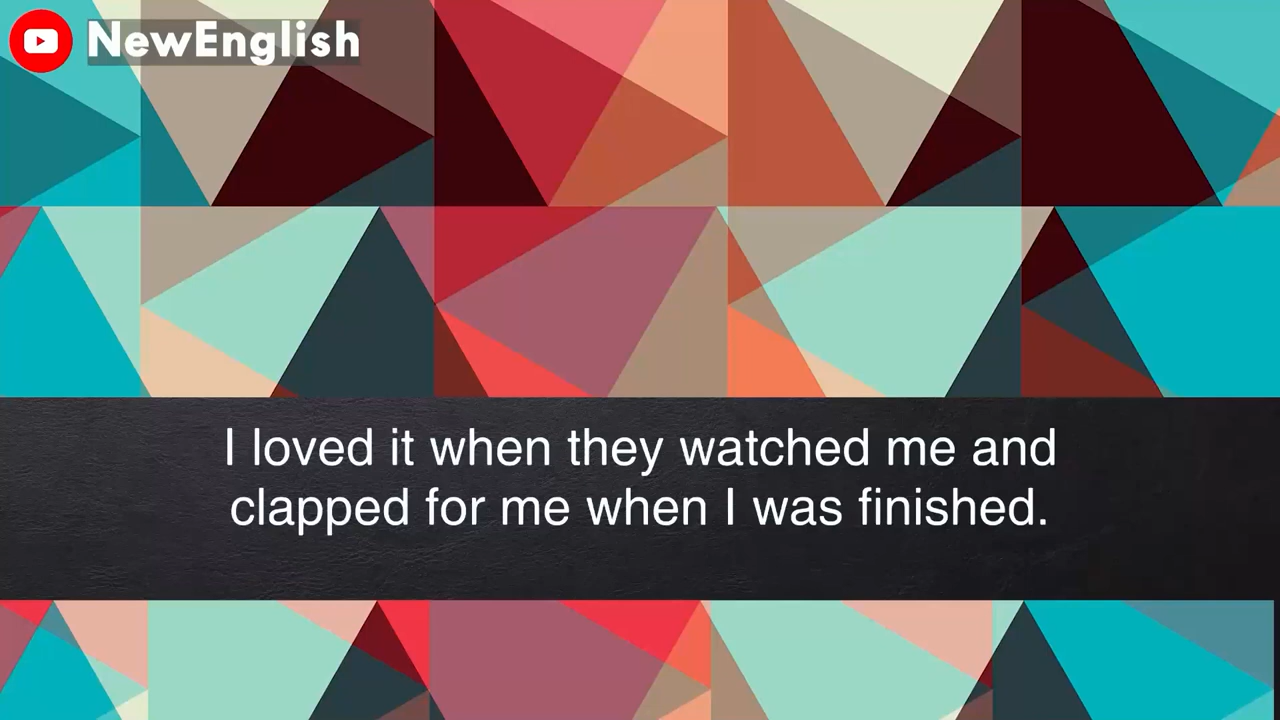 NewEnglish
I loved it when they watched me and
clapped for me when I was finished.